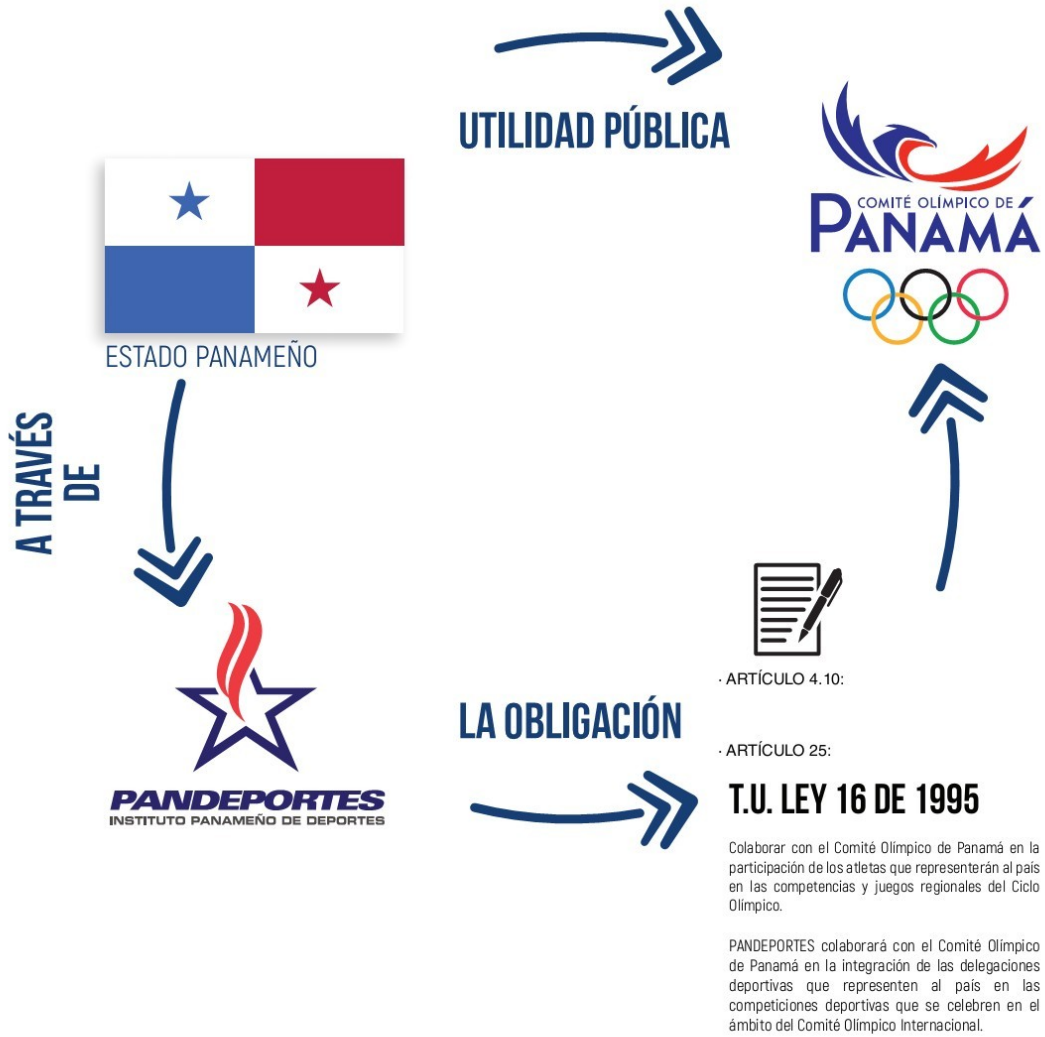 UTILIDAD PÚBLICA
COMITÉ OLÍMPICO DE
PANAMÁ
ESTADO PANAMEÑO
A TRAVÉS
DE
PANDEPORTES
INSTITUTO PANAMEÑO DE DEPORTES
LA OBLIGACIÓN
· ARTÍCULO 4.10:
· ARTÍCULO 25:
T.U. LEY 16 DE 1995
Colaborar con el Comité Olímpico de Panamá en la
participación de los atletas que representerán al país
en las competencias y juegos regionales del Ciclo
Olímpico.
PANDEPORTES colaborará con el Comité Olímpico
de Panamá en la integración de las delegaciones
deportivas que representen al país en las
competiciones deportivas que se celebren en el
ámbito del Comité Olímpico Internacional.